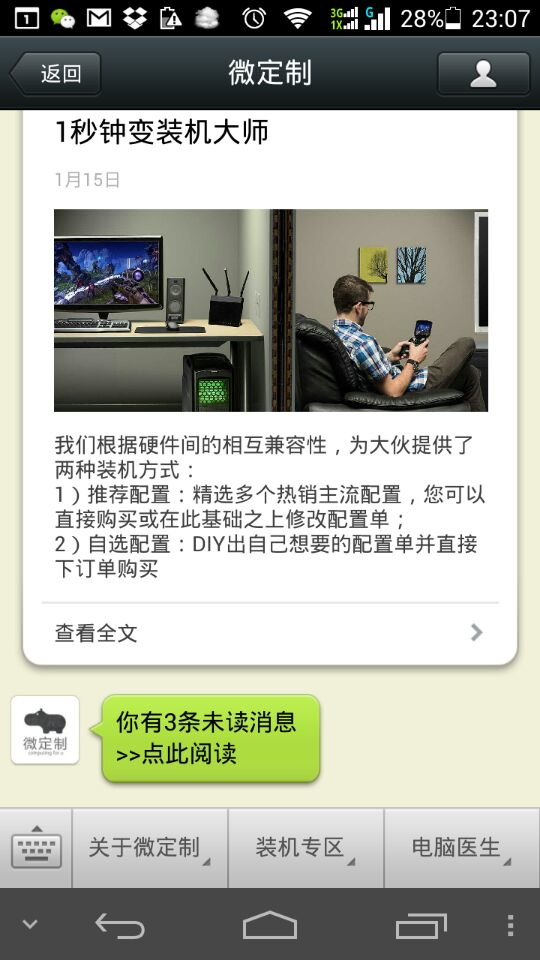 1
3G
1X
G
28%
23:07
返回
微定制
1秒钟变装机大师
1月15日
我们根据硬件间的相互兼容性，为大伙提供了
两种装机方式：
1）推荐配置：精选多个热销主流配置，您可以
直接购买或在此基础之上修改配置单；
2）自选配置：DIY出自己想要的配置单并直接
下订单购买
查看全文
微定制
computing for u
你有3条未读消息
>>点此阅读
关于微定制
装机专区
电脑医生